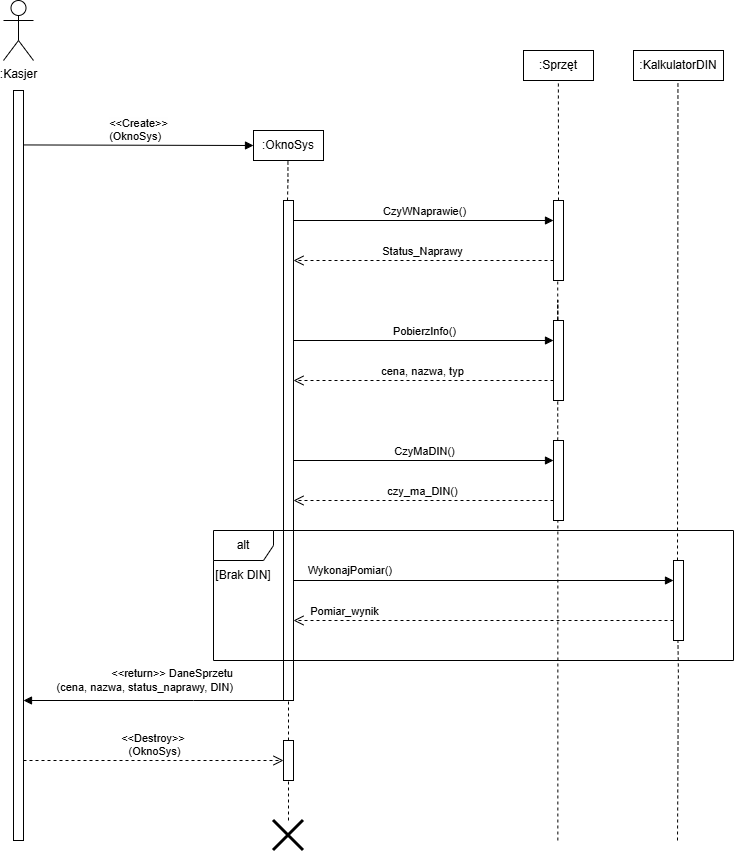 :Kasjer
:Sprzęt
:KalkulatorDIN
<<Create>>
(OknoSys)
:OknoSys
CzyWNaprawie()
Status_Naprawy
PobierzInfo()
cena, nazwa, typ
CzyMaDIN()
czy_ma_DIN()
alt
[Brak DIN]
WykonajPomiar()
Pomiar_wynik
<<return>> DaneSprzetu
(cena, nazwa, status_naprawy, DIN)
<<Destroy>>
(OknoSys)